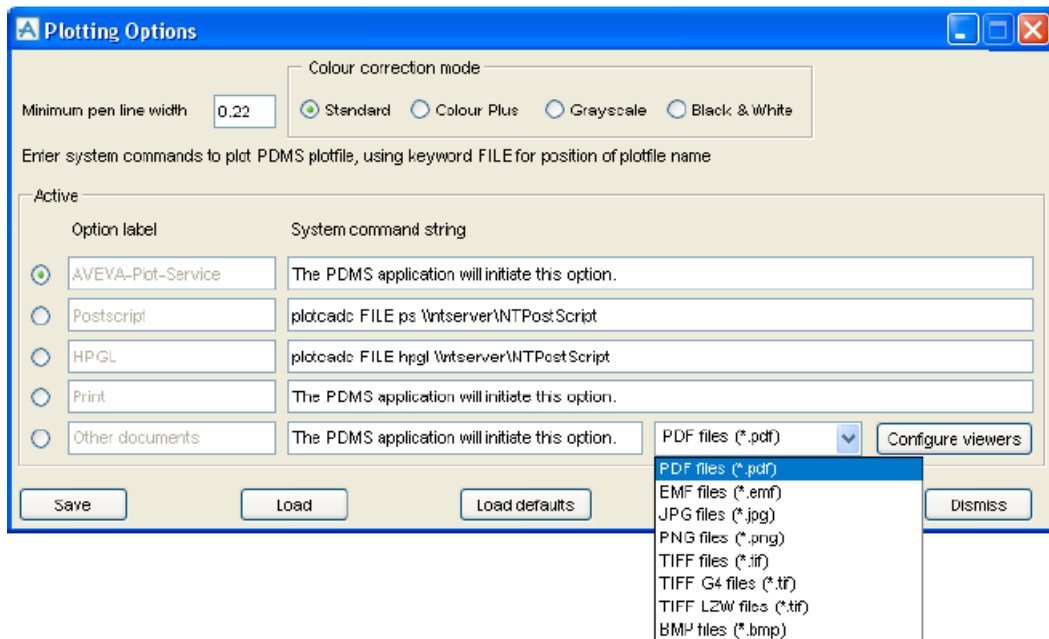 Plotting Options
Colour correction mode
Minimum pen line width 0.22 Standard Colour Plus Grayscale Black & White
Enter system commands to plot PDMS plotfile, using keyword FILE for position of plotfile name
Active
Option label System command string
AVEVA-Plot-Service The PDMS application will initiate this option.
Postscript plotcadc FILE ps \\ntserver\NTPostScript
HPGL plotcadc FILE hpgl \\ntserver\NTPostScript
Print The PDMS application will initiate this option.
Other documents The PDMS application will initiate this option. PDF files (*.pdf) Configure viewers
PDF files (*.pdf)
EMF files (*.emf)
Save Load Load defaults Dismiss
JPG files (*.jpg)
PNG files (*.png)
TIFF files (*.tif)
TIFF G4 files (*.tif)
TIFF LZW files (*.tif)
BMP files (*.bmp)